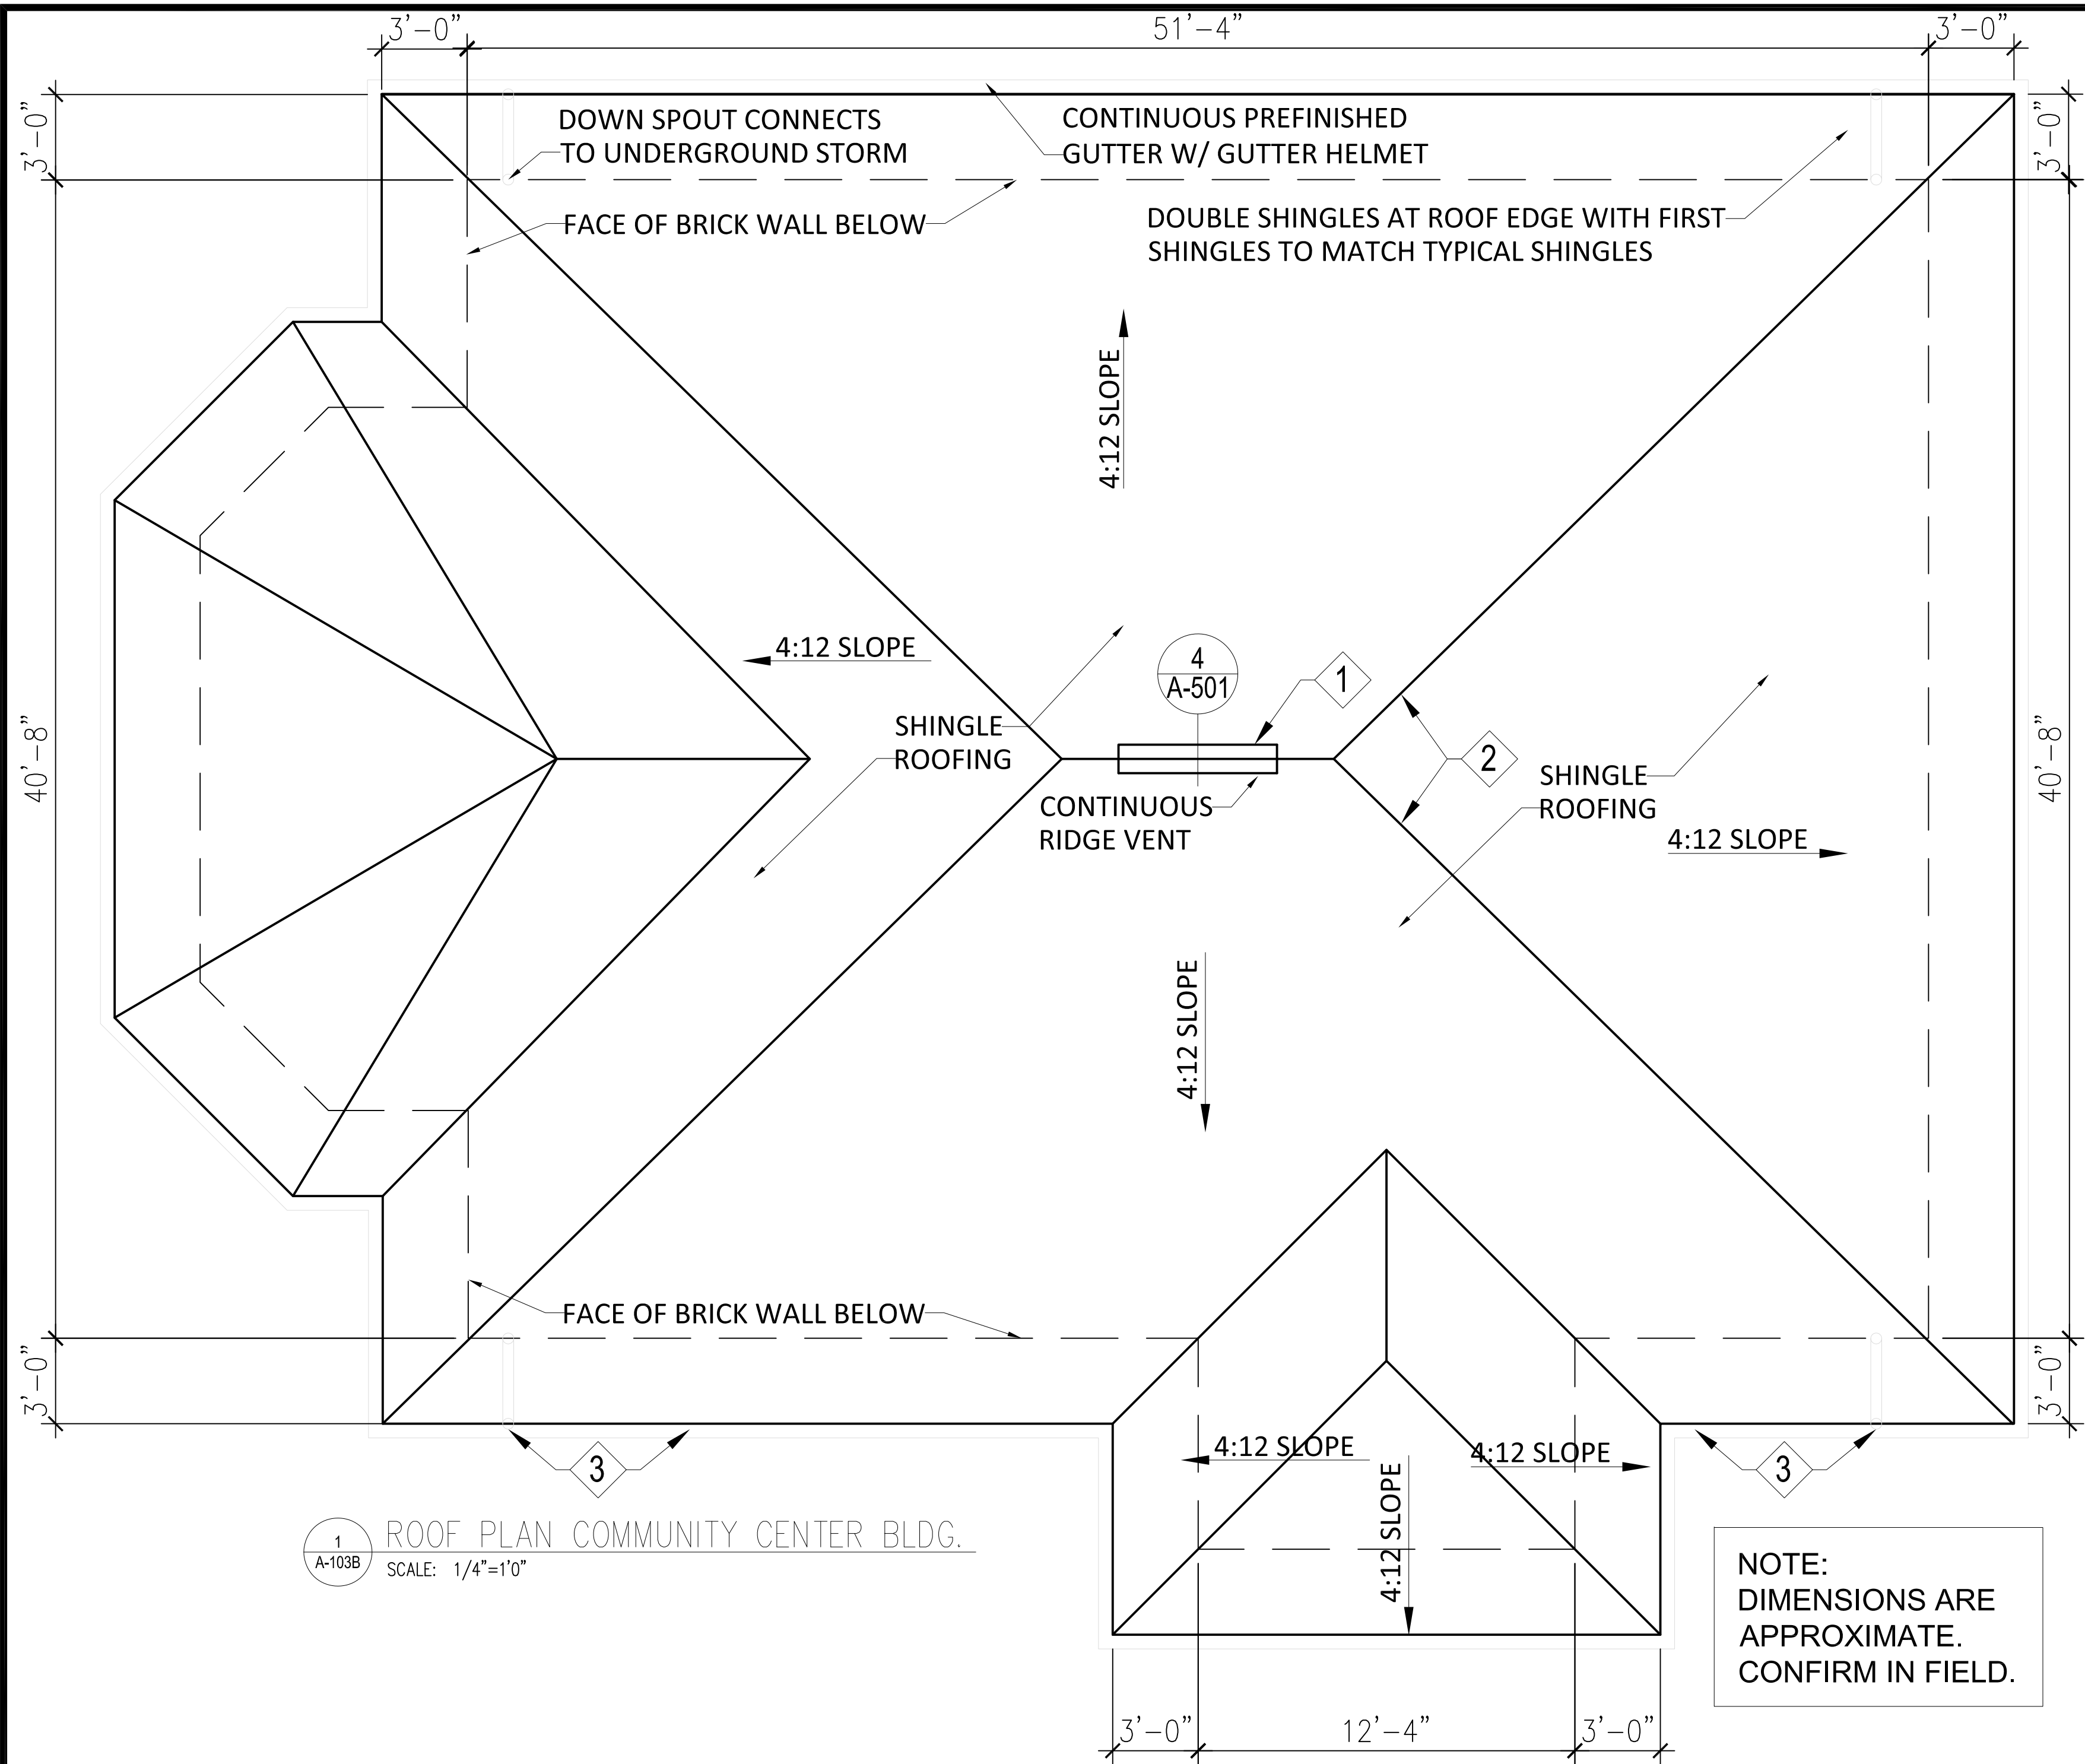 3'-0"
51'-4"
3'-0"
3'-0"
3'-0"
DOWN SPOUT CONNECTS
TO UNDERGROUND STORM
CONTINUOUS PREFINISHED
GUTTER W/ GUTTER HELMET
FACE OF BRICK WALL BELOW
DOUBLE SHINGLES AT ROOF EDGE WITH FIRST
SHINGLES TO MATCH TYPICAL SHINGLES
4:12 SLOPE
4:12 SLOPE
4
A-501
1
SHINGLE
ROOFING
2
40'-8"
40'-8"
SHINGLE
ROOFING
CONTINUOUS
RIDGE VENT
4:12 SLOPE
4:12 SLOPE
FACE OF BRICK WALL BELOW
3'-0"
3'-0"
4:12 SLOPE
4:12 SLOPE
3
3
4:12 SLOPE
1
A-103B
ROOF PLAN COMMUNITY CENTER BLDG.
SCALE: 1/4"=1'0"
NOTE:
DIMENSIONS ARE
APPROXIMATE.
CONFIRM IN FIELD.
3'-0"
12'-4"
3'-0"